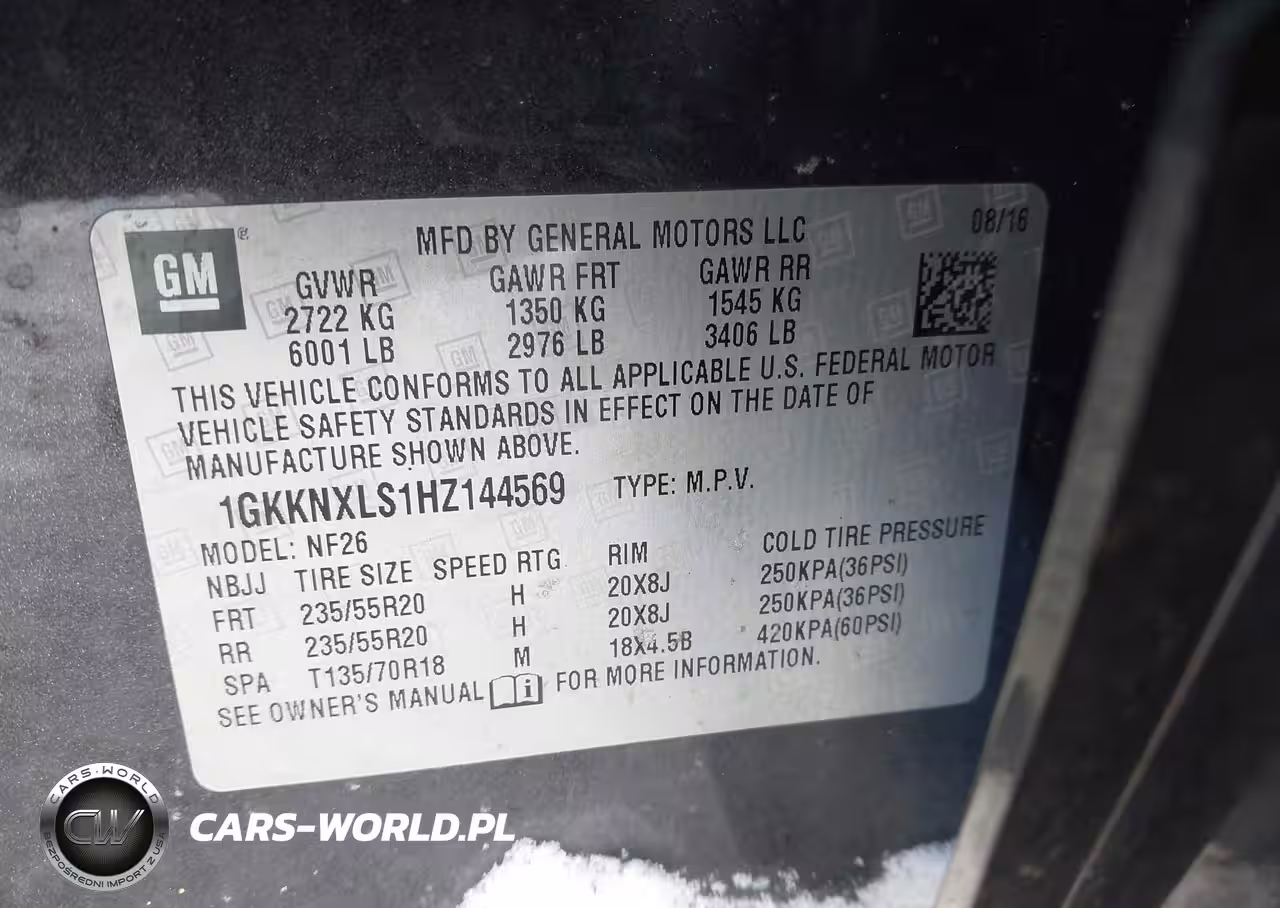 GM
MFD BY GENERAL MOTORS LLC
08/16
GVWR GAWR FRT GAWR RR
2722 KG 1350 KG 1545 KG
6001 LB 2976 LB 3406 LB
THIS VEHICLE CONFORMS TO ALL APPLICABLE U.S. FEDERAL MOTOR
VEHICLE SAFETY STANDARDS IN EFFECT ON THE DATE OF
MANUFACTURE SHOWN ABOVE.
1GKKNXLS1HZ144569 TYPE: M.P.V.
MODEL: NF26
NBJJ TIRE SIZE SPEED RTG RIM COLD TIRE PRESSURE
FRT 235/55R20 H 20X8J 250KPA(36PSI)
RR 235/55R20 H 20X8J 250KPA(36PSI)
SPA T135/70R18 M 18X4.5B 420KPA(60PSI)
SEE OWNER'S MANUAL FOR MORE INFORMATION.
CARS-WORLD
CW
BEZPOŚREDNI IMPORT Z USA
CARS-WORLD.PL